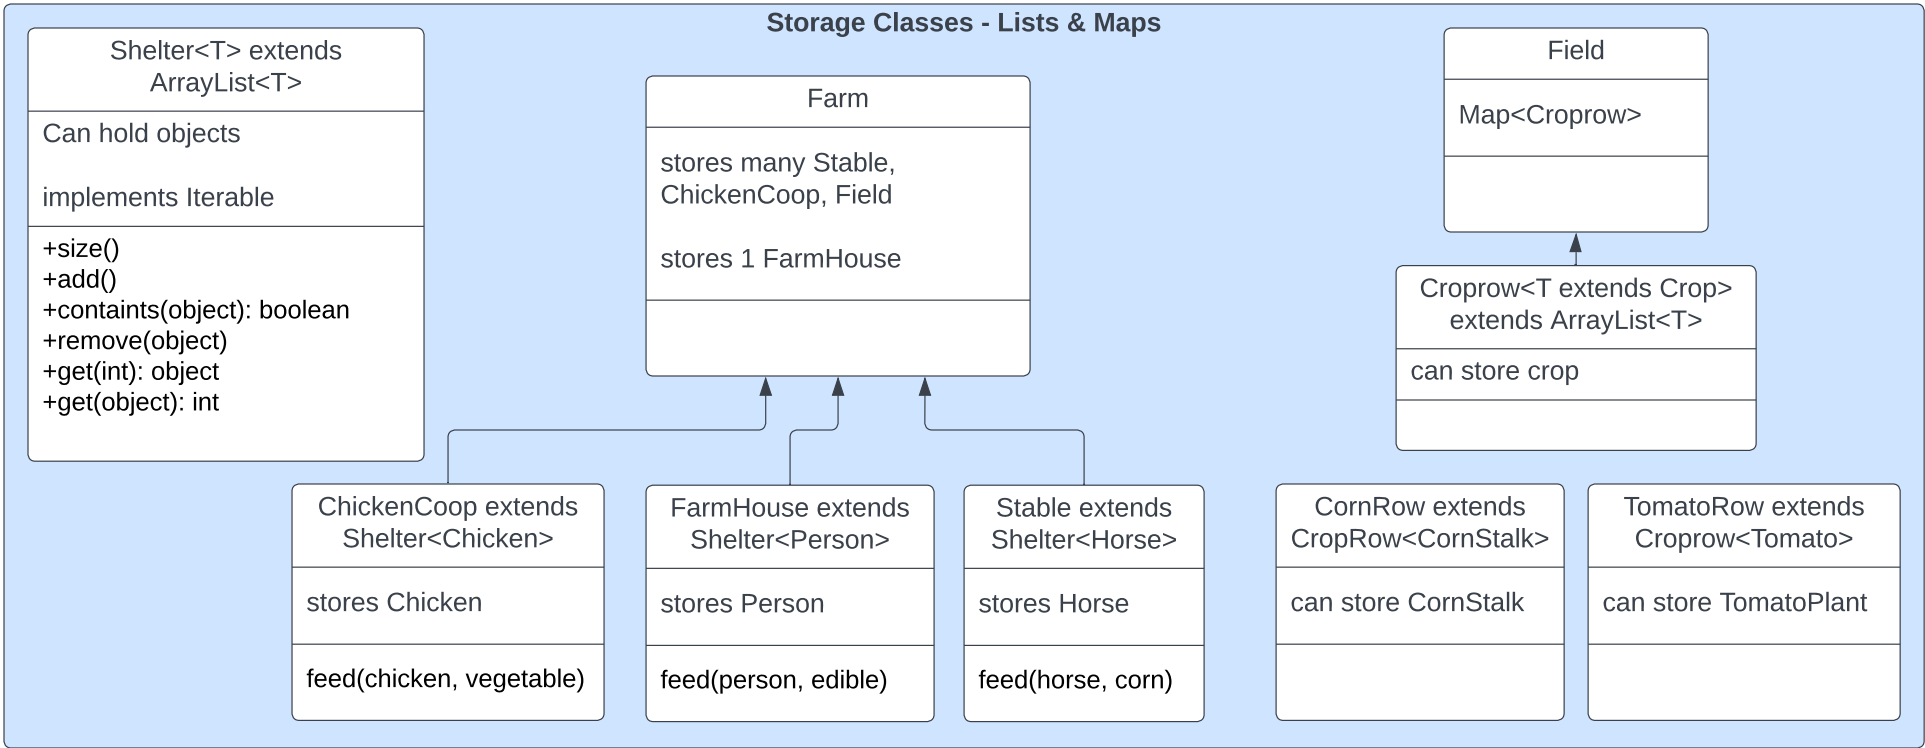 Storage Classes - Lists & Maps
Shelter<T> extends
ArrayList<T>
Can hold objects
implements Iterable
+size()
+add()
+containts(object): boolean
+remove(object)
+get(int): object
+get(object): int
Farm
stores many Stable,
ChickenCoop, Field
stores 1 FarmHouse
Field
Map<Croprow>
Croprow<T extends Crop>
extends ArrayList<T>
can store crop
ChickenCoop extends
Shelter<Chicken>
stores Chicken
feed(chicken, vegetable)
FarmHouse extends
Shelter<Person>
stores Person
feed(person, edible)
Stable extends
Shelter<Horse>
stores Horse
feed(horse, corn)
CornRow extends
CropRow<CornStalk>
can store CornStalk
TomatoRow extends
Croprow<Tomato>
can store TomatoPlant